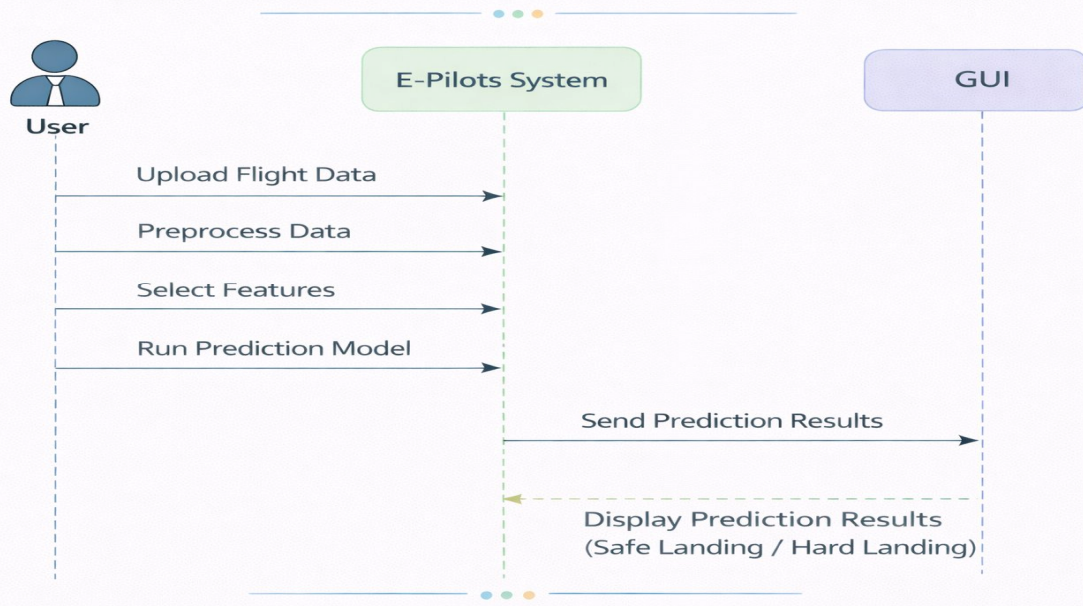 E-Pilots System
GUI
User
Upload Flight Data
Preprocess Data
Select Features
Run Prediction Model
Send Prediction Results
Display Prediction Results
(Safe Landing / Hard Landing)